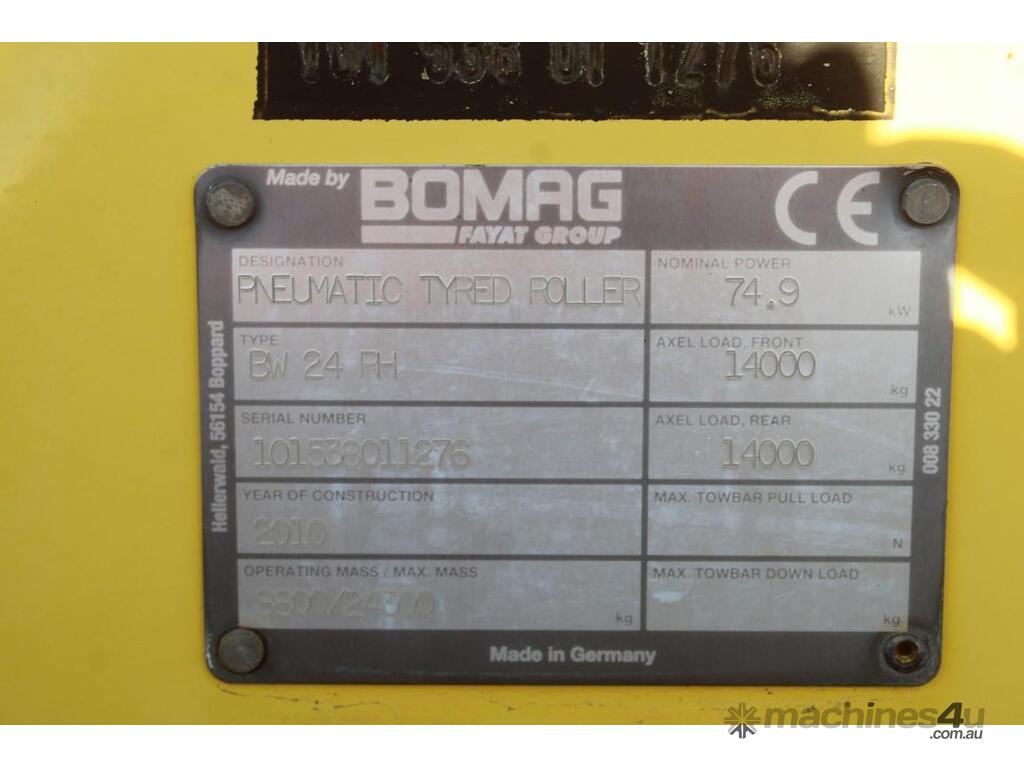 538 01 1276
Made by BOMAG
FAYAT GROUP
CE
DESIGNATION
PNEUMATIC TYRED ROLLER
NOMINAL POWER
74.9
kW
TYPE
BW 24 RH
AXEL LOAD, FRONT
14000
kg
SERIAL NUMBER
101538011276
AXEL LOAD, REAR
14000
kg
YEAR OF CONSTRUCTION
2010
MAX. TOWBAR PULL LOAD
N
OPERATING MASS / MAX. MASS
kg
MAX. TOWBAR DOWN LOAD
Made in Germany
Hellerwald, 56154 Boppard
008 330 22
machines4u
.com.au